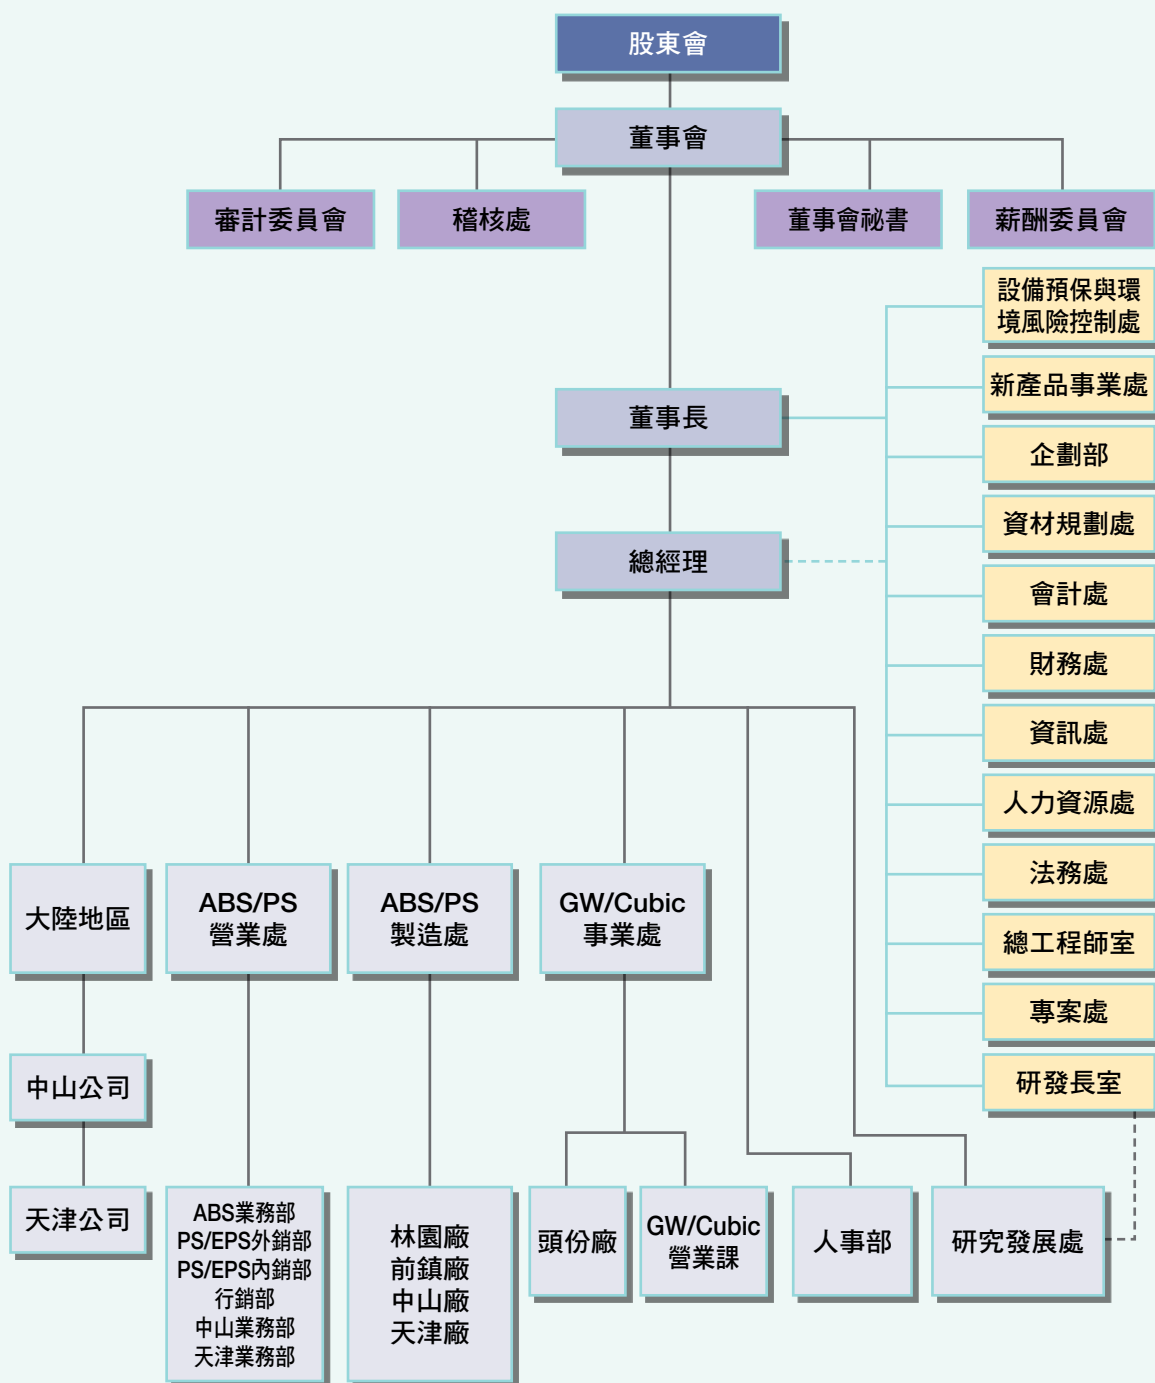 股東會
董事會
審計委員會
稽核處
董事會祕書
薪酬委員會
設備預保與環
境風險控制處
新產品事業處
董事長
企劃部
資材規劃處
總經理
會計處
財務處
資訊處
人力資源處
法務處
總工程師室
專案處
研發長室
大陸地區
ABS/PS
營業處
ABS/PS
製造處
GW/Cubic
事業處
中山公司
天津公司
ABS業務部
PS/EPS外銷部
PS/EPS內銷部
行銷部
中山業務部
天津業務部
林園廠
前鎮廠
中山廠
天津廠
頭份廠
GW/Cubic
營業課
人事部
研究發展處